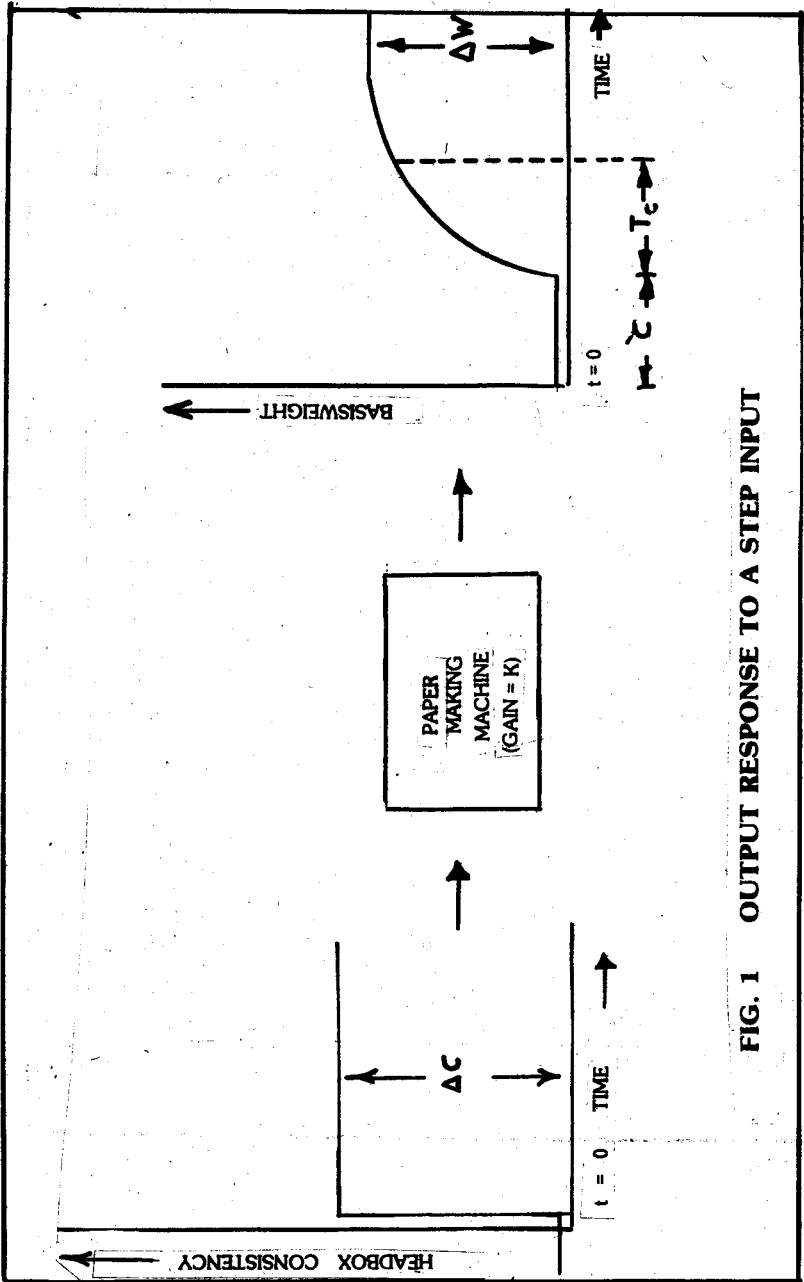 HEADBOX CONSISTENCY
ΔC
t = 0 TIME
PAPER
MAKING
MACHINE
(GAIN = K)
BASISWEIGHT
ΔW
t = 0
TIME
τ
Tc
FIG. 1 OUTPUT RESPONSE TO A STEP INPUT